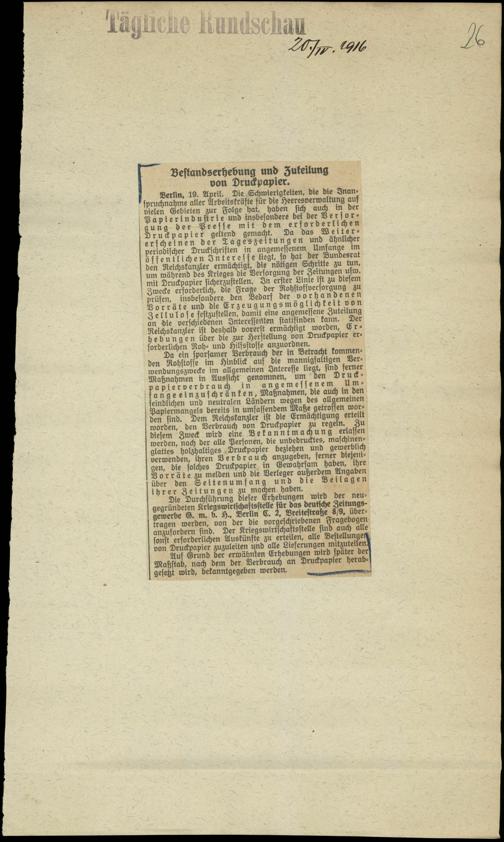 Tägliche Rundschau
20./IV. 1916
26
Bestandserhebung und Zuteilung
von Druckpapier.
Berlin, 19. April. Die Schwierigkeiten, die die Inan-
spruchnahme aller Arbeitskräfte für die Heeresverwaltung auf
vielen Gebieten zur Folge hat, haben sich auch in der
Papierindustrie und insbesondere bei der Versor-
gung der Presse mit dem erforderlichen
Druckpapier geltend gemacht. Da das Weiter-
erscheinen der Tageszeitungen und ähnlicher
periodischer Druckschriften in angemessenem Umfange im
öffentlichen Interesse liegt, so hat der Bundesrat
den Reichskanzler ermächtigt, die nötigen Schritte zu tun,
um während des Krieges die Versorgung der Zeitungen usw.
mit Druckpapier sicherzustellen. In erster Linie ist zu diesem
Zwecke erforderlich, die Frage der Rohstoffversorgung zu
prüfen, insbesondere den Bedarf der vorhandenen
Vorräte und die Erzeugungsmöglichkeit von
Zellulose festzustellen, damit eine angemessene Zuteilung
an die verschiedenen Interessenten stattfinden kann. Der
Reichskanzler ist deshalb vorerst ermächtigt worden, Er-
hebungen über die zur Herstellung von Druckpapier er-
forderlichen Roh- und Hilfsstoffe anzuordnen.
Da ein sparsamer Verbrauch der in Betracht kommen-
den Rohstoffe im Hinblick auf die mannigfaltigen Ver-
wendungszwecke im allgemeinen Interesse liegt, sind ferner
Maßnahmen in Aussicht genommen, um den Druck-
papierverbrauch in angemessenem Um-
fange einzuschränken, Maßnahmen, die auch in den
feindlichen und neutralen Ländern wegen des allgemeinen
Papiermangels bereits in umfassendem Maße getroffen wor-
den sind. Dem Reichskanzler ist die Ermächtigung erteilt
worden, den Verbrauch von Druckpapier zu regeln. Zu
diesem Zweck wird eine Bekanntmachung erlassen
werden, nach der alle Personen, die unbedrucktes, maschinen-
glattes holzhaltiges Druckpapier beziehen und gewerblich
verwenden, ihren Verbrauch anzugeben, ferner diejeni-
gen, die solches Druckpapier in Gewahrsam haben, ihre
Vorräte zu melden und die Verleger außerdem Angaben
über den Seitenumfang und die Beilagen
ihrer Zeitungen zu machen haben.
Die Durchführung dieser Erhebungen wird der neu-
gegründeten Kriegswirtschaftsstelle für das deutsche Zeitungs-
gewerbe G. m. b. H., Berlin C. 2, Breitestraße 8/9, über-
tragen werden, von der die vorgeschriebenen Fragebogen
anzufordern sind. Der Kriegswirtschaftsstelle sind auch alle
sonst erforderlichen Auskünfte zu erteilen, alle Bestellungen
von Druckpapier zuzuleiten und alle Lieferungen mitzuteilen.
Auf Grund der erwähnten Erhebungen wird später der
Maßstab, nach dem der Verbrauch an Druckpapier herab-
gesetzt wird, bekanntgegeben werden.